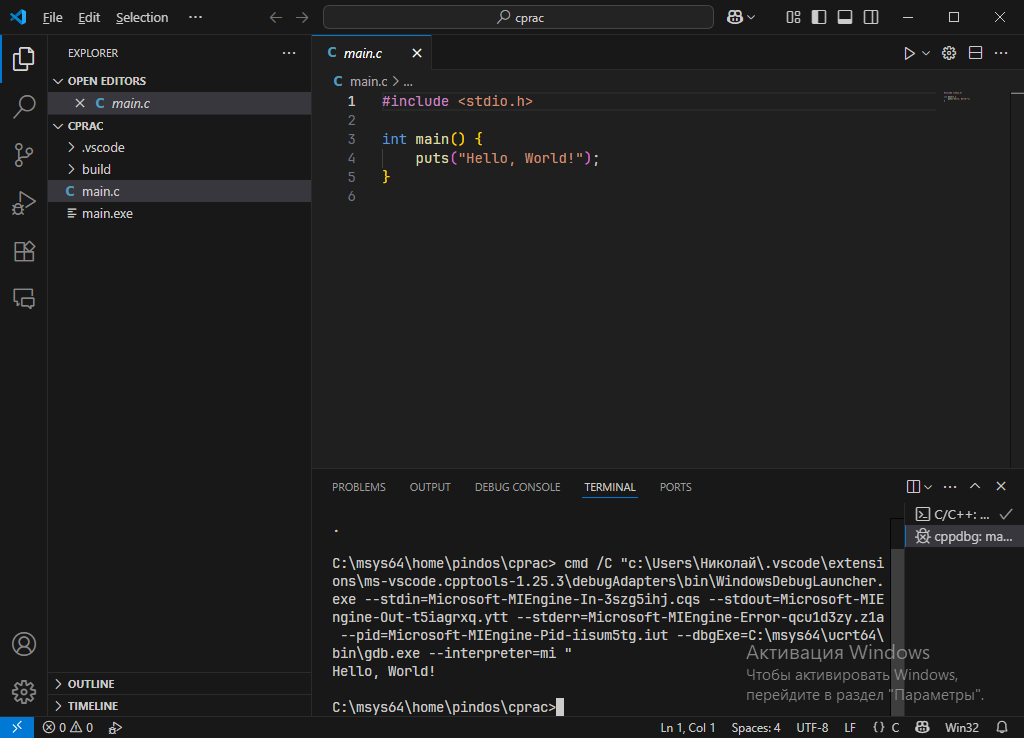 File Edit Selection ··· cprac
EXPLORER ···
OPEN EDITORS
main.c
CPRAC
.vscode
build
C main.c
main.exe
OUTLINE
TIMELINE
C main.c
C main.c > ...
1 #include <stdio.h>
2
3 int main() {
4 puts("Hello, World!");
5 }
6
PROBLEMS OUTPUT DEBUG CONSOLE TERMINAL PORTS
.
C:\msys64\home\pindos\cprac> cmd /C "c:\Users\Николай\.vscode\extensi
ons\ms-vscode.cpptools-1.25.3\debugAdapters\bin\WindowsDebugLauncher.
exe --stdin=Microsoft-MIEngine-In-3szg5ihj.cqs --stdout=Microsoft-MIE
ngine-Out-t5iagrxq.ytt --stderr=Microsoft-MIEngine-Error-qcu1d3zy.z1a
--pid=Microsoft-MIEngine-Pid-iisum5tg.iut --dbgExe=C:\msys64\ucrt64\
bin\gdb.exe --interpreter=mi "
Hello, World!
C:\msys64\home\pindos\cprac>
C/C++: ...
cppdbg: ma...
Активация Windows
Чтобы активировать Windows,
перейдите в раздел "Параметры".
0 0 Ln 1, Col 1 Spaces: 4 UTF-8 LF {} C Win32